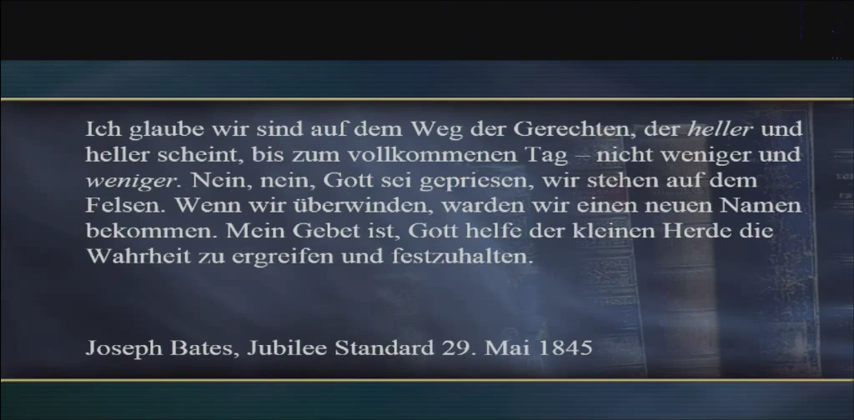 Ich glaube wir sind auf dem Weg der Gerechten, der heller und
heller scheint, bis zum vollkommenen Tag – nicht weniger und
weniger. Nein, nein, Gott sei gepriesen, wir stehen auf dem
Felsen. Wenn wir überwinden, warden wir einen neuen Namen
bekommen. Mein Gebet ist, Gott helfe der kleinen Herde die
Wahrheit zu ergreifen und festzuhalten.
Joseph Bates, Jubilee Standard 29. Mai 1845